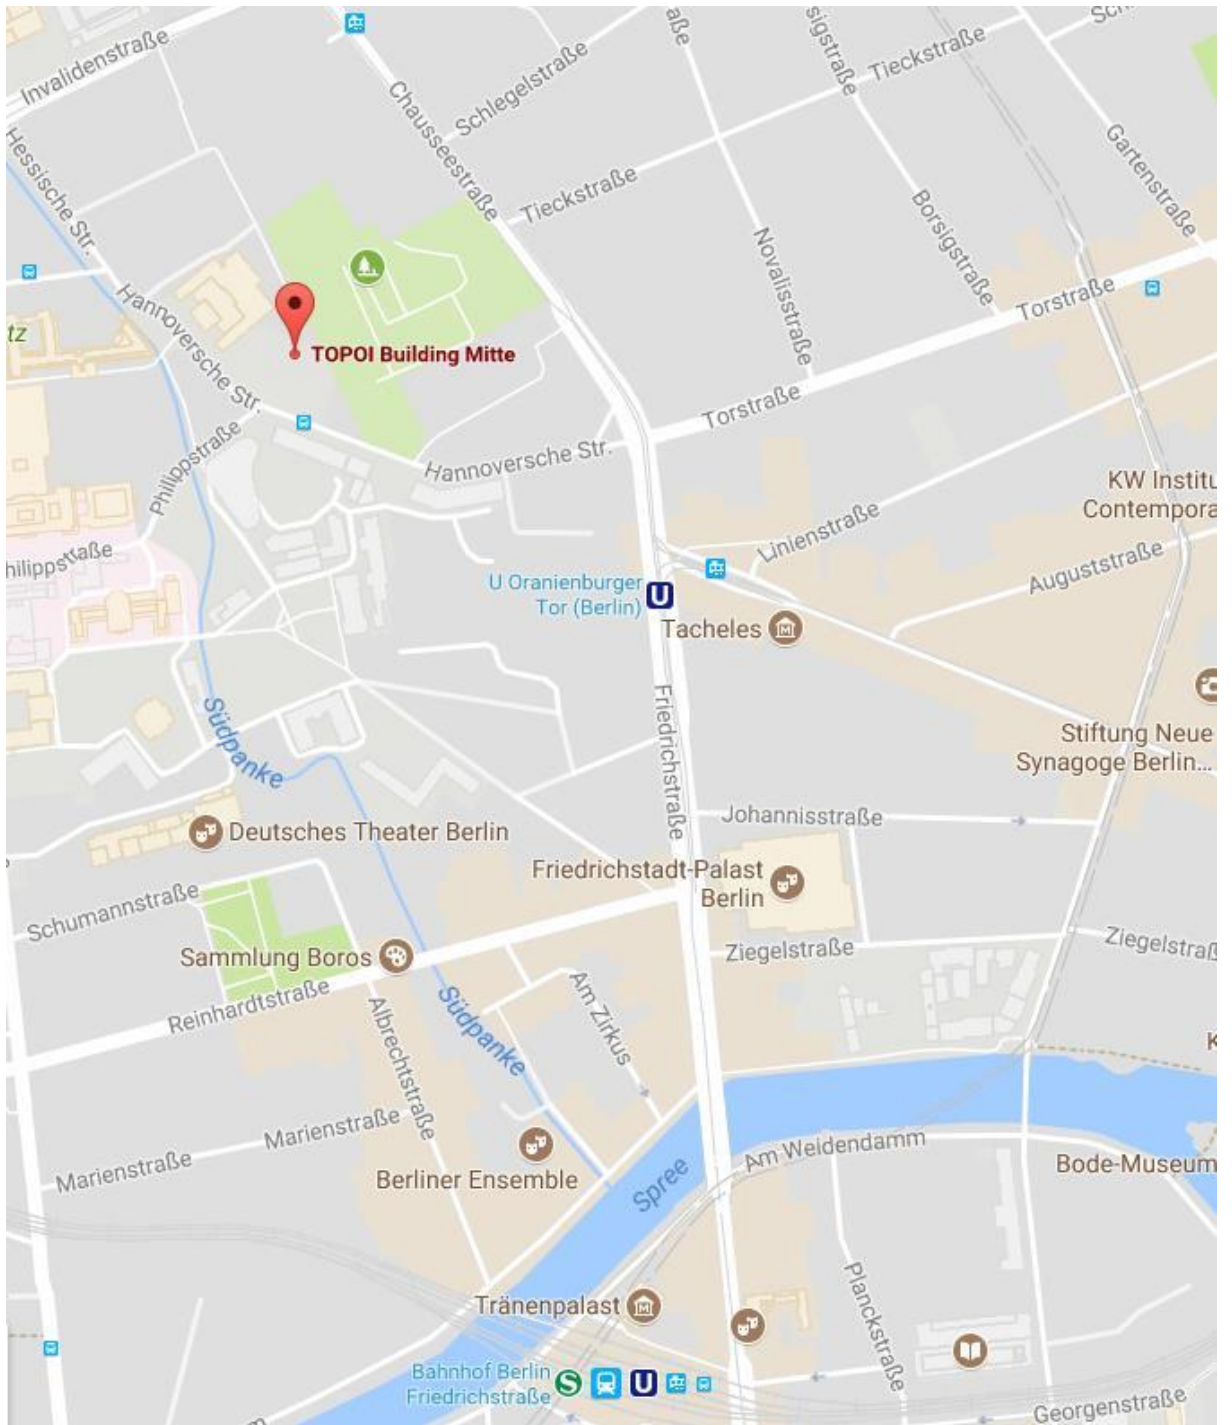 Invalidenstraße
Chausseestraße
Schlegelstraße
Tieckstraße
Hessische Str.
Gartenstraße
Tieckstraße
Borsigstraße
Novalisstraße
Hannoversche Str.
Torstraße
tz
TOPOI Building Mitte
Torstraße
Philippstraße
Hannoversche Str.
KW Institu
Contempora
Linienstraße
Auguststraße
hilippstraße
U Oranienburger
Tor (Berlin)
U
Tacheles
Friedrichstraße
Südpanke
Stiftung Neue
Synagoge Berlin...
Johannisstraße
Deutsches Theater Berlin
Friedrichstadt-Palast
Berlin
Schumannstraße
Ziegelstraße
Ziegelstraß
Sammlung Boros
Reinhardtstraße
Am Zirkus
Albrechtstraße
Südpanke
K
Marienstraße
Marienstraße
Am Weidendamm
Berliner Ensemble
Spree
Bode-Museum
Tränenpalast
Planckstraße
Bahnhof Berlin
Friedrichstraße
S
U
Georgenstraße